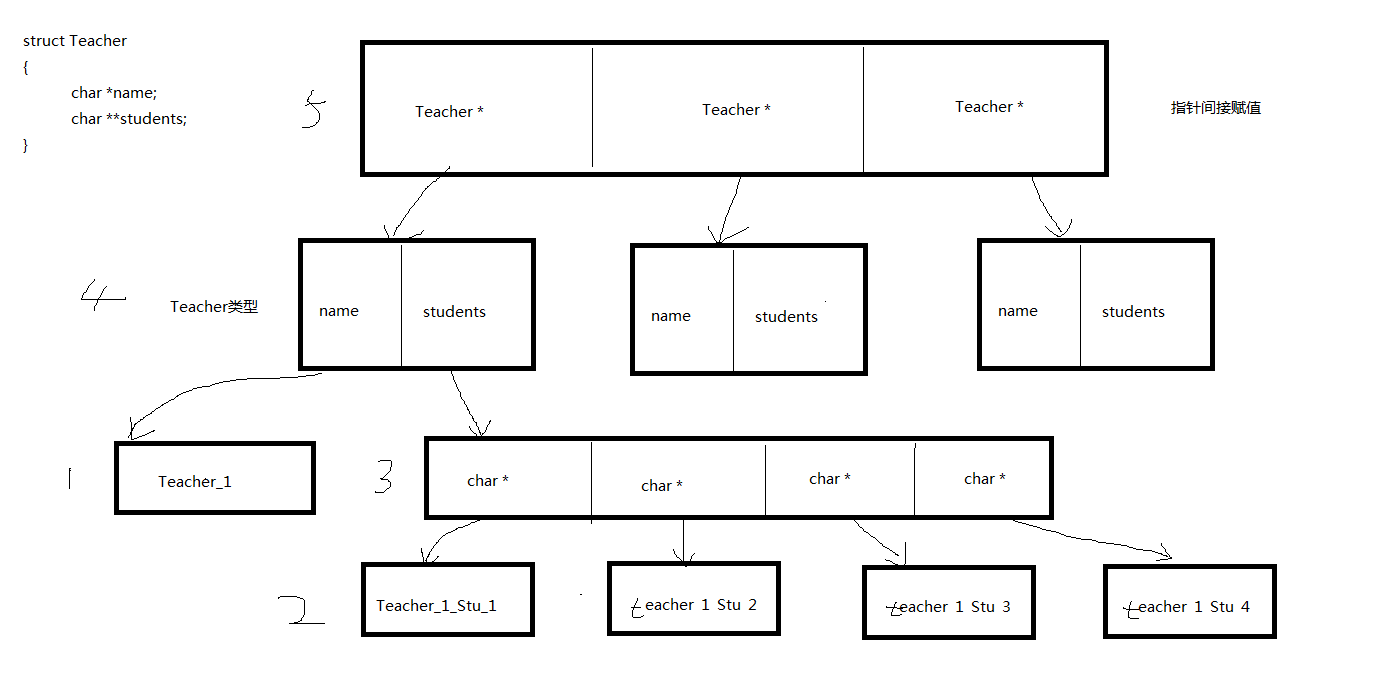 struct Teacher
{
char *name;
char **students;
}
5
Teacher *
Teacher *
Teacher *
指针间接赋值
4
Teacher类型
name
students
name
students
name
students
1
Teacher_1
3
char *
char *
char *
char *
2
Teacher_1_Stu_1
teacher 1 Stu 2
teacher 1 Stu 3
teacher 1 Stu 4